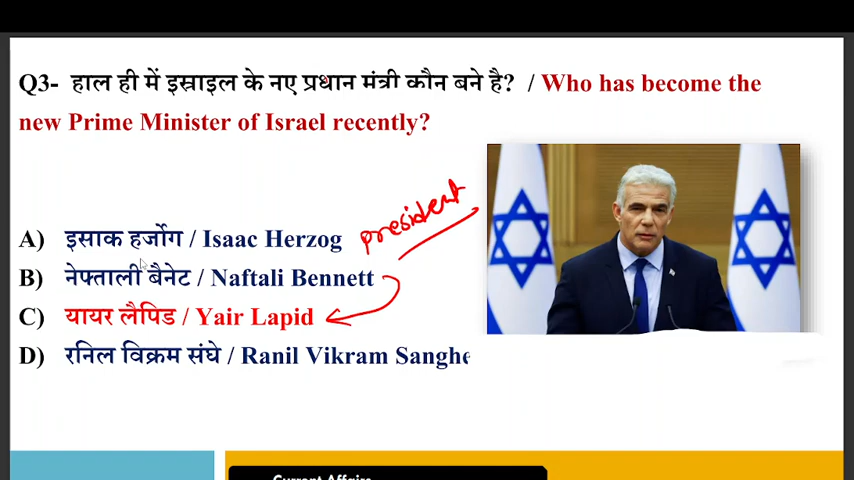 Q3- हाल ही में इस्राइल के नए प्रधान मंत्री कौन बने है? / Who has become the
new Prime Minister of Israel recently?
A) इसाक हर्जोग / Isaac Herzog president
B) नेफ्ताली बैनेट / Naftali Bennett
C) यायर लैपिड / Yair Lapid
D) रनिल विक्रम संघे / Ranil Vikram Sanghe
Current Affairs